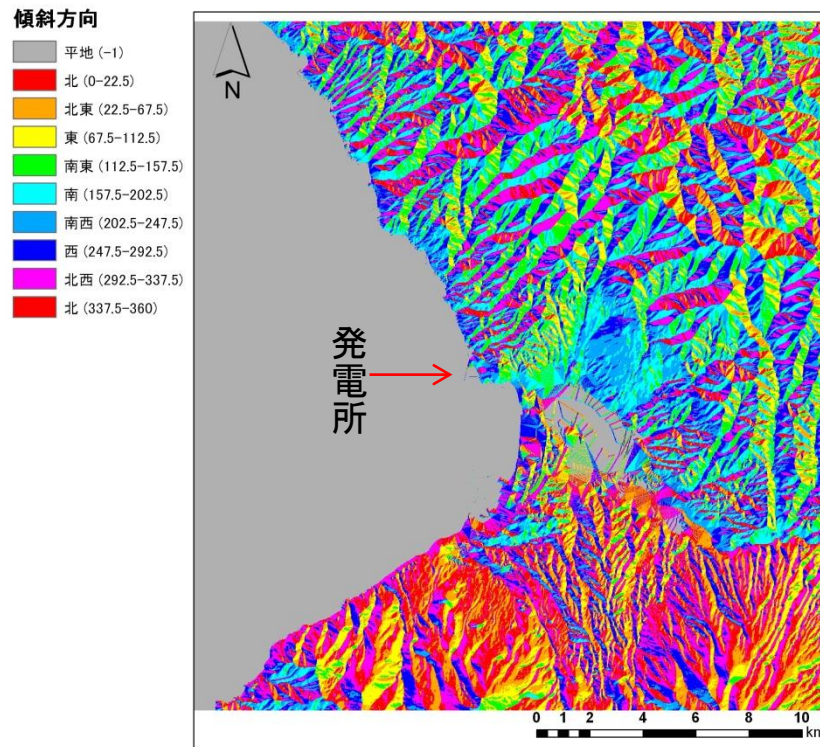 傾斜方向
平地 (-1)
北 (0-22.5)
北東 (22.5-67.5)
東 (67.5-112.5)
南東 (112.5-157.5)
南 (157.5-202.5)
南西 (202.5-247.5)
西 (247.5-292.5)
北西 (292.5-337.5)
北 (337.5-360)
N
発電所
0 1 2 4 6 8 10
km